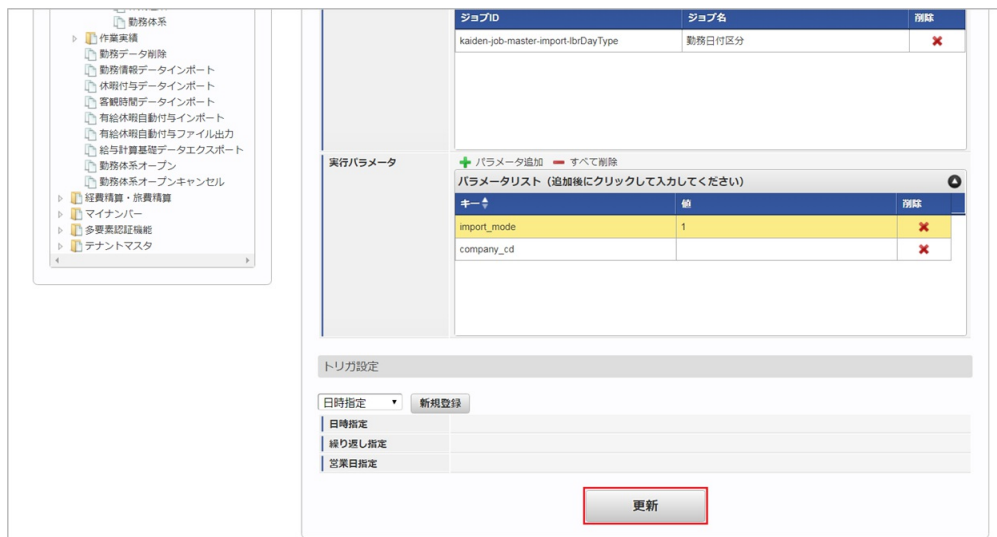 勤務体系
作業実績
勤務データ削除
勤務情報データインポート
休暇付与データインポート
客観時間データインポート
有給休暇自動付与インポート
有給休暇自動付与ファイル出力
給与計算基礎データエクスポート
勤務体系オープン
勤務体系オープンキャンセル
経費精算・旅費精算
マイナンバー
多要素認証機能
テナントマスタ
ジョブID ジョブ名 削除
kaiden-job-master-import-lbrDayType 勤務日付区分
実行パラメータ パラメータ追加 すべて削除
パラメータリスト（追加後にクリックして入力してください）
キー 値 削除
import_mode 1
company_cd
トリガ設定
日時指定 新規登録
日時指定
繰り返し指定
営業日指定
更新